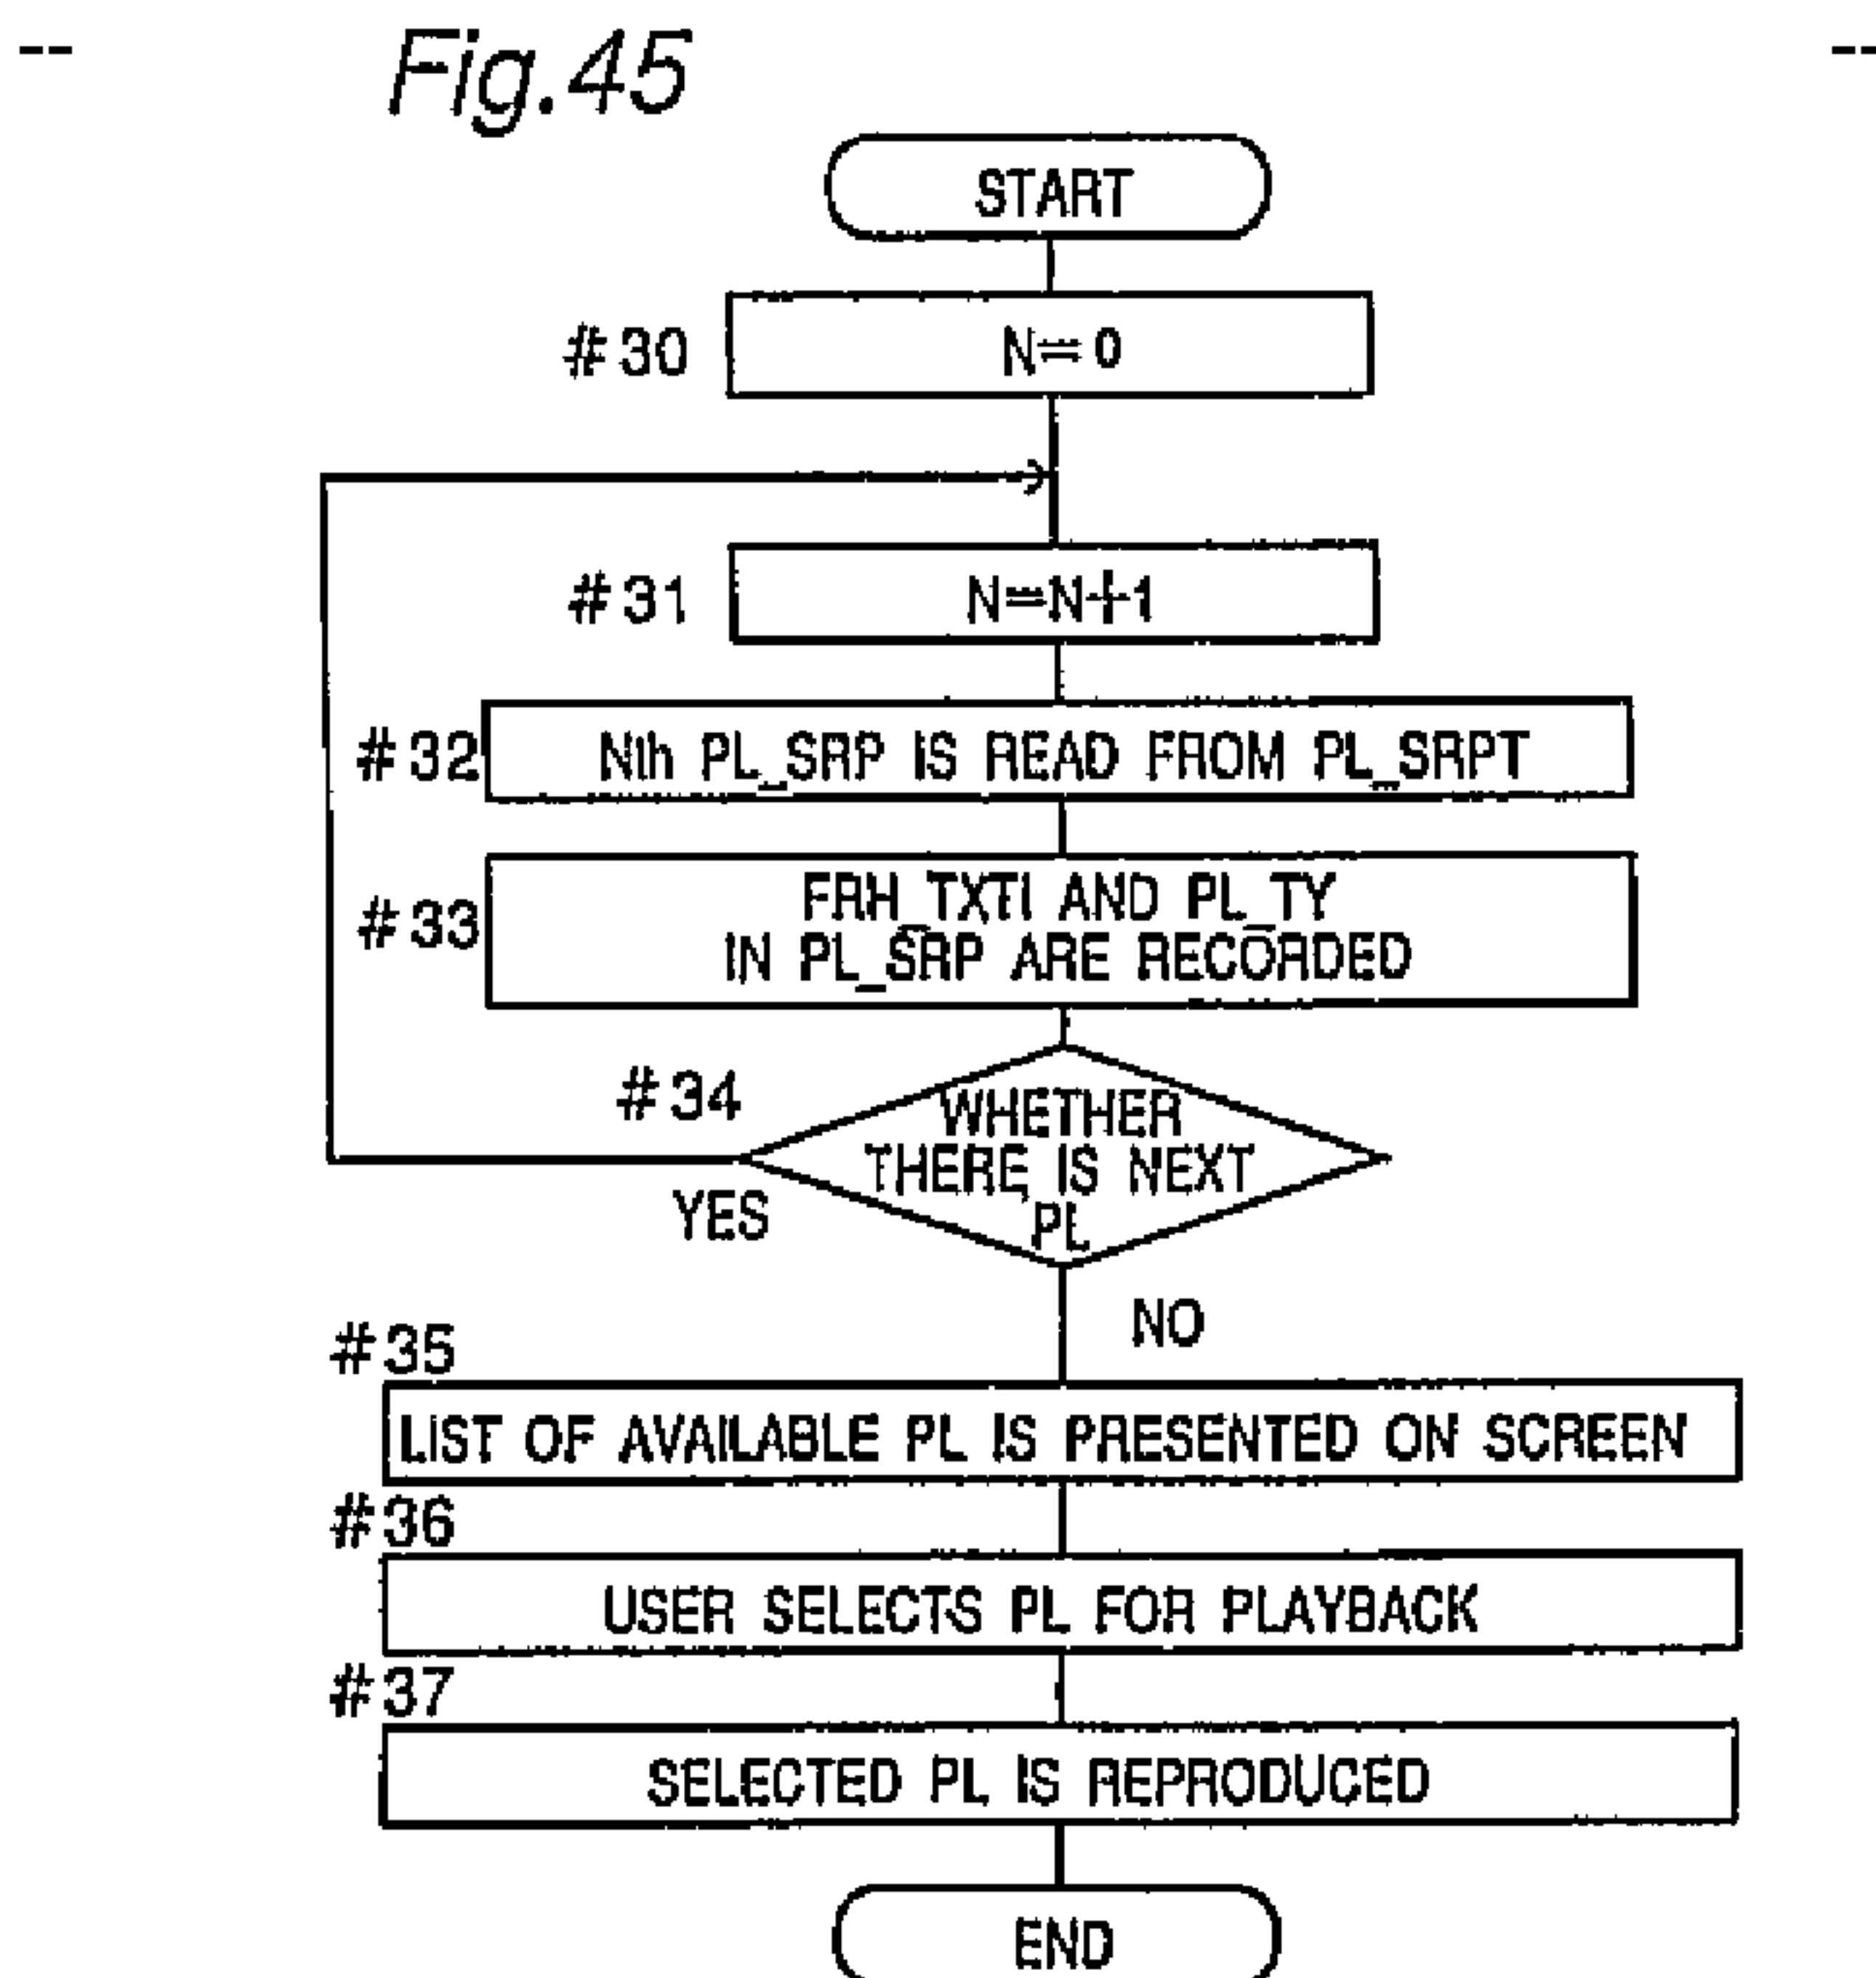 Fig.45
START
#30
N=0
#31
N=N+1
#32
Nth PL_SRP IS READ FROM PL_SRPT
#33
FRH_TXTI AND PL_TY
IN PL_SRP ARE RECORDED
#34
WHETHER
THERE IS NEXT
PL
YES
NO
#35
LIST OF AVAILABLE PL IS PRESENTED ON SCREEN
#36
USER SELECTS PL FOR PLAYBACK
#37
SELECTED PL IS REPRODUCED
END